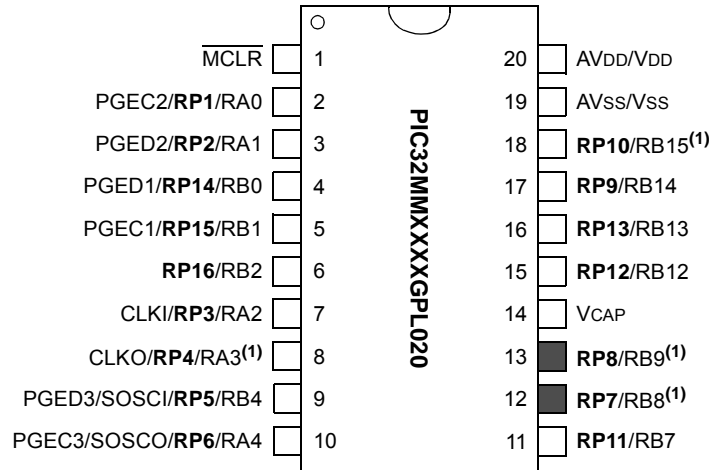 MCLR 1
PGEC2/RP1/RA0 2
PGED2/RP2/RA1 3
PGED1/RP14/RB0 4
PGEC1/RP15/RB1 5
RP16/RB2 6
CLKI/RP3/RA2 7
CLKO/RP4/RA3(1) 8
PGED3/SOSCI/RP5/RB4 9
PGEC3/SOSCO/RP6/RA4 10
PIC32MMXXXXGPL020
20 AVDD/VDD
19 AVSS/VSS
18 RP10/RB15(1)
17 RP9/RB14
16 RP13/RB13
15 RP12/RB12
14 VCAP
13 RP8/RB9(1)
12 RP7/RB8(1)
11 RP11/RB7